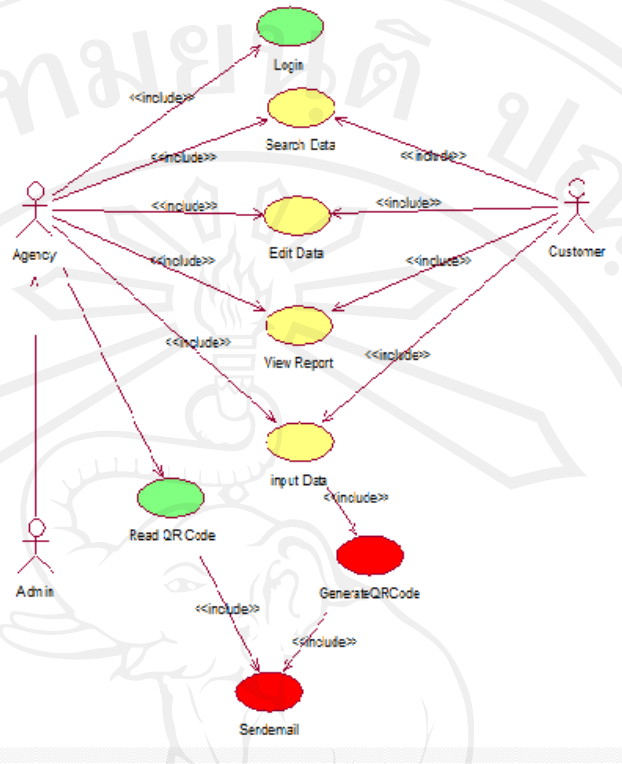 Login
<<include>>
Search Data
<<include>>
<<include>>
<<include>>
<<include>>
Agency
Edit Data
Customer
<<include>>
<<include>>
<<include>>
View Report
<<include>>
input Data
<<include>>
Read QR Code
Admin
GenerateQRCode
<<include>>
<<include>>
Sendemail